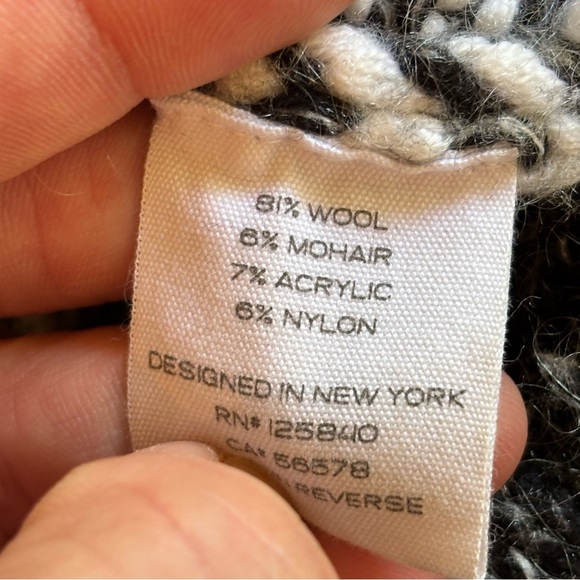 81% WOOL
6% MOHAIR
7% ACRYLIC
6% NYLON
DESIGNED IN NEW YORK
RN# 125840
CA# 56578
REVERSE